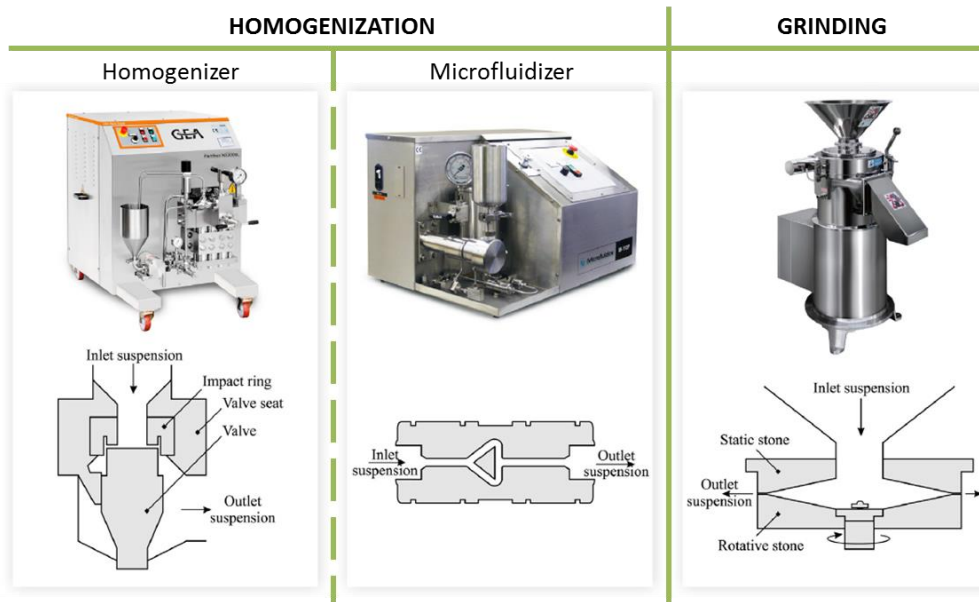 HOMOGENIZATION
GRINDING
Homogenizer
Microfluidizer
GEA
Microfluidics
Inlet suspension
Impact ring
Valve seat
Valve
Outlet
suspension
Inlet
suspension
Outlet
suspension
Inlet suspension
Static stone
Outlet
suspension
Rotative stone